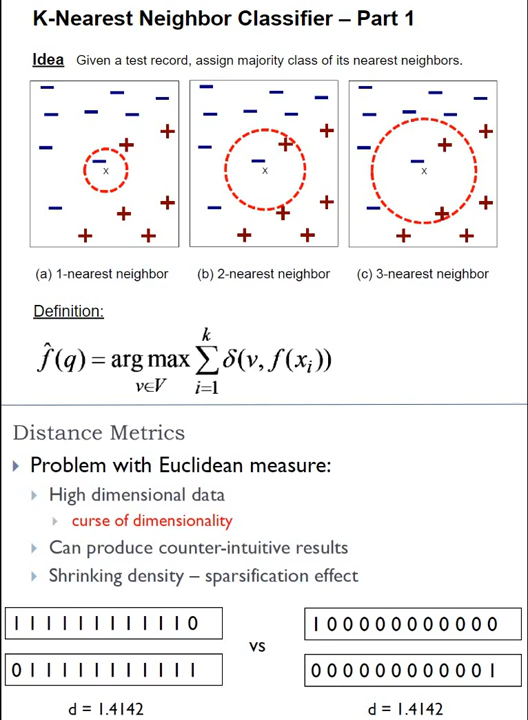 K-Nearest Neighbor Classifier – Part 1
Idea Given a test record, assign majority class of its nearest neighbors.
x x x
(a) 1-nearest neighbor (b) 2-nearest neighbor (c) 3-nearest neighbor
Definition:
f̂(q) = arg max_{v∈V} ∑_{i=1}^{k} δ(v, f(x_i))
Distance Metrics
Problem with Euclidean measure:
High dimensional data
curse of dimensionality
Can produce counter-intuitive results
Shrinking density – sparsification effect
1 1 1 1 1 1 1 1 1 1 1 0 1 0 0 0 0 0 0 0 0 0 0 0
vs
0 1 1 1 1 1 1 1 1 1 1 1 0 0 0 0 0 0 0 0 0 0 0 1
d = 1.4142 d = 1.4142